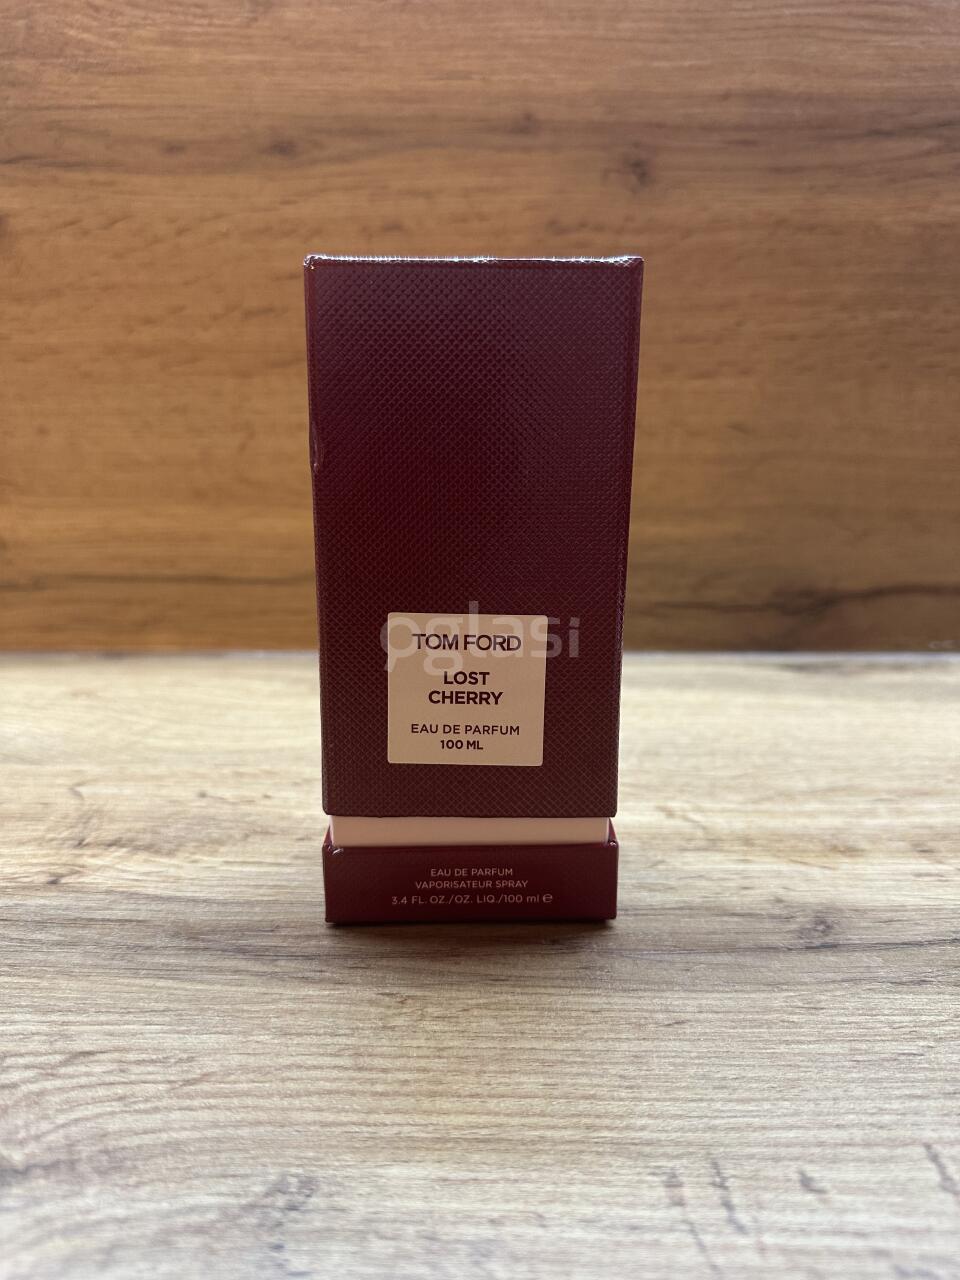 oglasi
TOM FORD
LOST
CHERRY
EAU DE PARFUM
100 ML
EAU DE PARFUM
VAPORISATEUR SPRAY
3.4 FL. OZ./OZ. LIQ./100 ml ℮